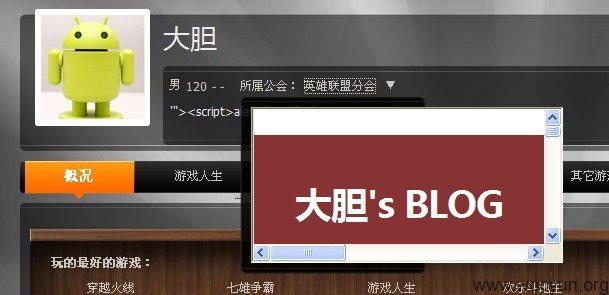 大胆
男 120 - - 所属公会： 英雄联盟分会 ▼
'"><script>ale
大胆's BLOG
概况 游戏人生 其它游
玩的最好的游戏：
穿越火线 七雄争霸 游戏人生 欢乐斗地主